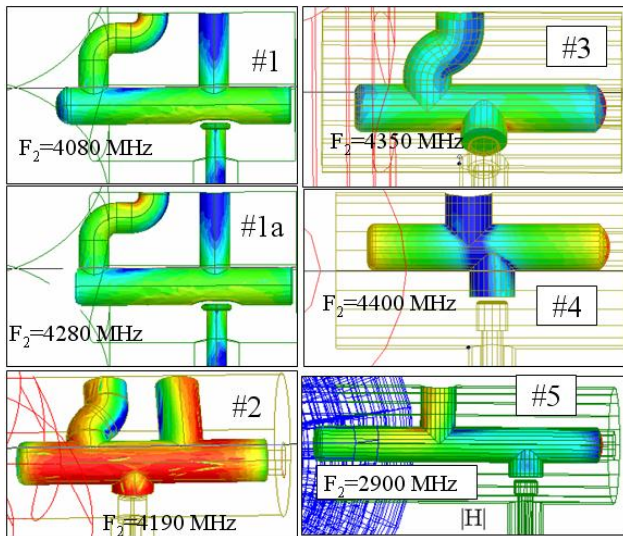 #1
F₂=4080 MHz
#1a
F₂=4280 MHz
#2
F₂=4190 MHz
#3
F₂=4350 MHz
F₂=4400 MHz
#4
#5
F₂=2900 MHz
|H|